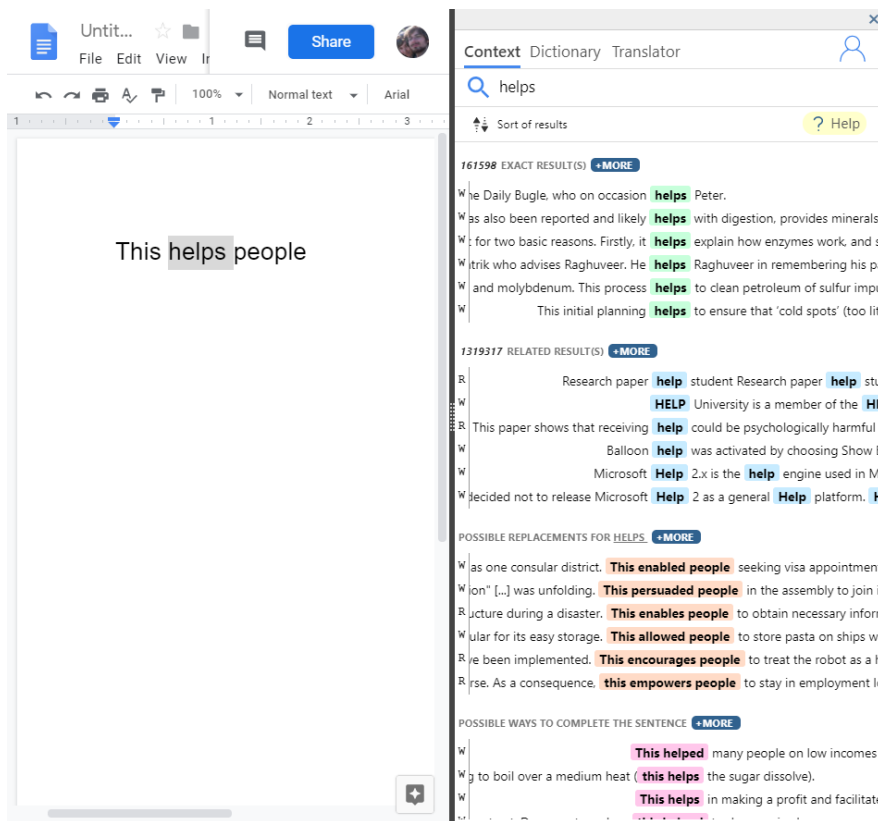 Untit...
File Edit View
Share
100% Normal text Arial
1 1 2 3
This helps people
Context Dictionary Translator
helps
Sort of results
? Help
161598 EXACT RESULT(S) +MORE
W he Daily Bugle, who on occasion helps Peter.
W as also been reported and likely helps with digestion, provides minerals
W for two basic reasons. Firstly, it helps explain how enzymes work, and
W who advises Raghuveer. He helps Raghuveer in remembering his
W and molybdenum. This process helps to clean petroleum of sulfur
W This initial planning helps to ensure that 'cold spots' (too
1319317 RELATED RESULT(S) +MORE
R Research paper help student Research paper help
W HELP University is a member of the
R This paper shows that receiving help could be psychologically harmful
W Balloon help was activated by choosing Show
W Microsoft Help 2.x is the help engine used in
W decided not to release Microsoft Help 2 as a general Help platform.
POSSIBLE REPLACEMENTS FOR HELPS +MORE
W as one consular district. This enabled people seeking visa
W ion" [...] was unfolding. This persuaded people in the assembly to join
R ucture during a disaster. This enables people to obtain necessary
W ular for its easy storage. This allowed people to store pasta on ships
R ve been implemented. This encourages people to treat the robot as a
R rse. As a consequence, this empowers people to stay in employment
POSSIBLE WAYS TO COMPLETE THE SENTENCE +MORE
W This helped many people on low incomes
W g to boil over a medium heat ( this helps the sugar dissolve).
W This helps in making a profit and